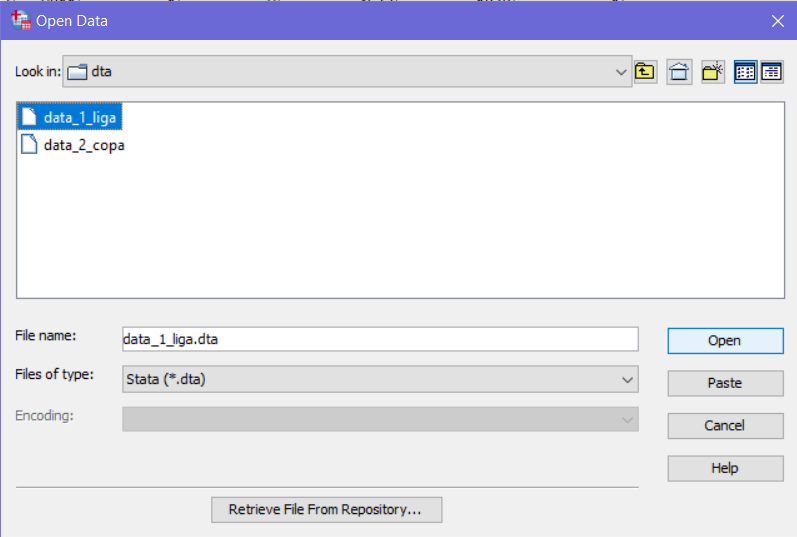 Open Data
Look in: dta
data_1_liga
data_2_copa
File name: data_1_liga.dta Open
Files of type: Stata (*.dta) Paste
Encoding: Cancel
Help
Retrieve File From Repository...